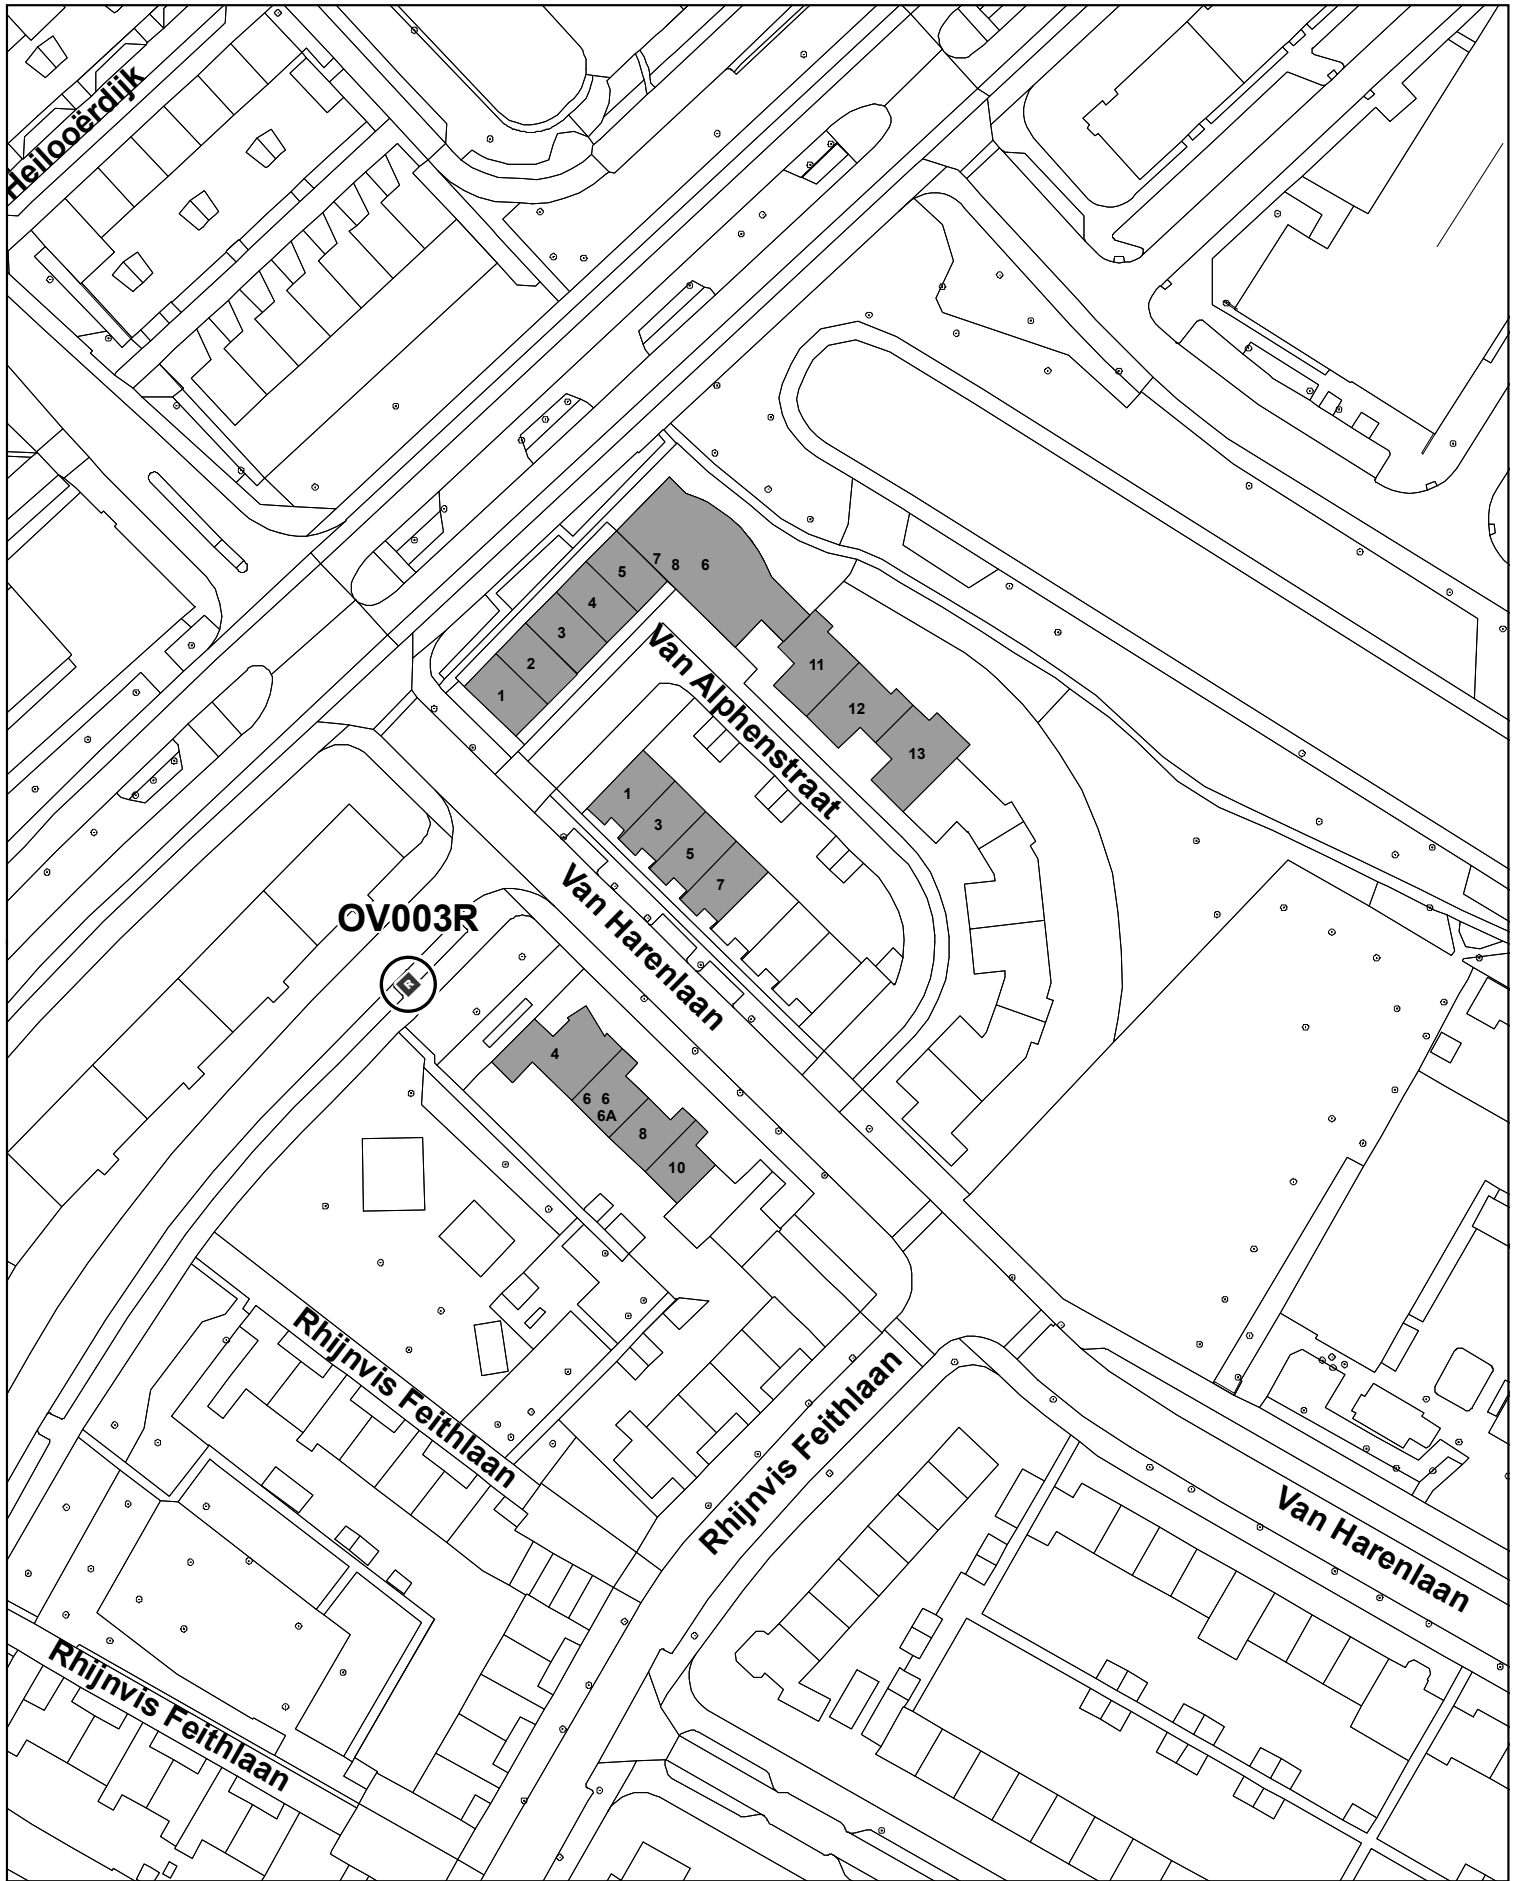 Heilooërdijk
7 8 6
5
4
3
2
1
Van Alphenstraat
11
12
13
1
3
5
7
Van Harenlaan
OV003R
R
4
6 6
6A
8
10
Rhijnvis Feithlaan
Rhijnvis Feithlaan
Van Harenlaan
Rhijnvis Feithlaan